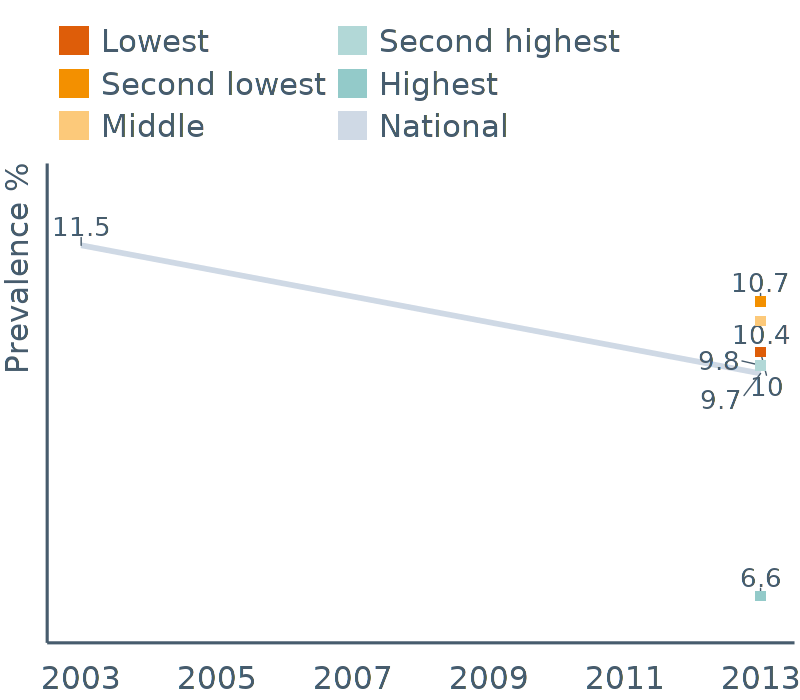 Lowest
Second lowest
Middle
Second highest
Highest
National
Prevalence %
11.5
10.7
10.4
9.8
10
9.7
6.6
2003 2005 2007 2009 2011 2013